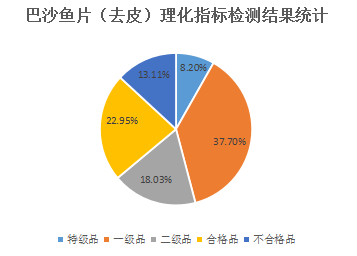 巴沙鱼片（去皮）理化指标检测结果统计
8.20%
13.11%
22.95%
37.70%
18.03%
特级品 一级品 二级品 合格品 不合格品